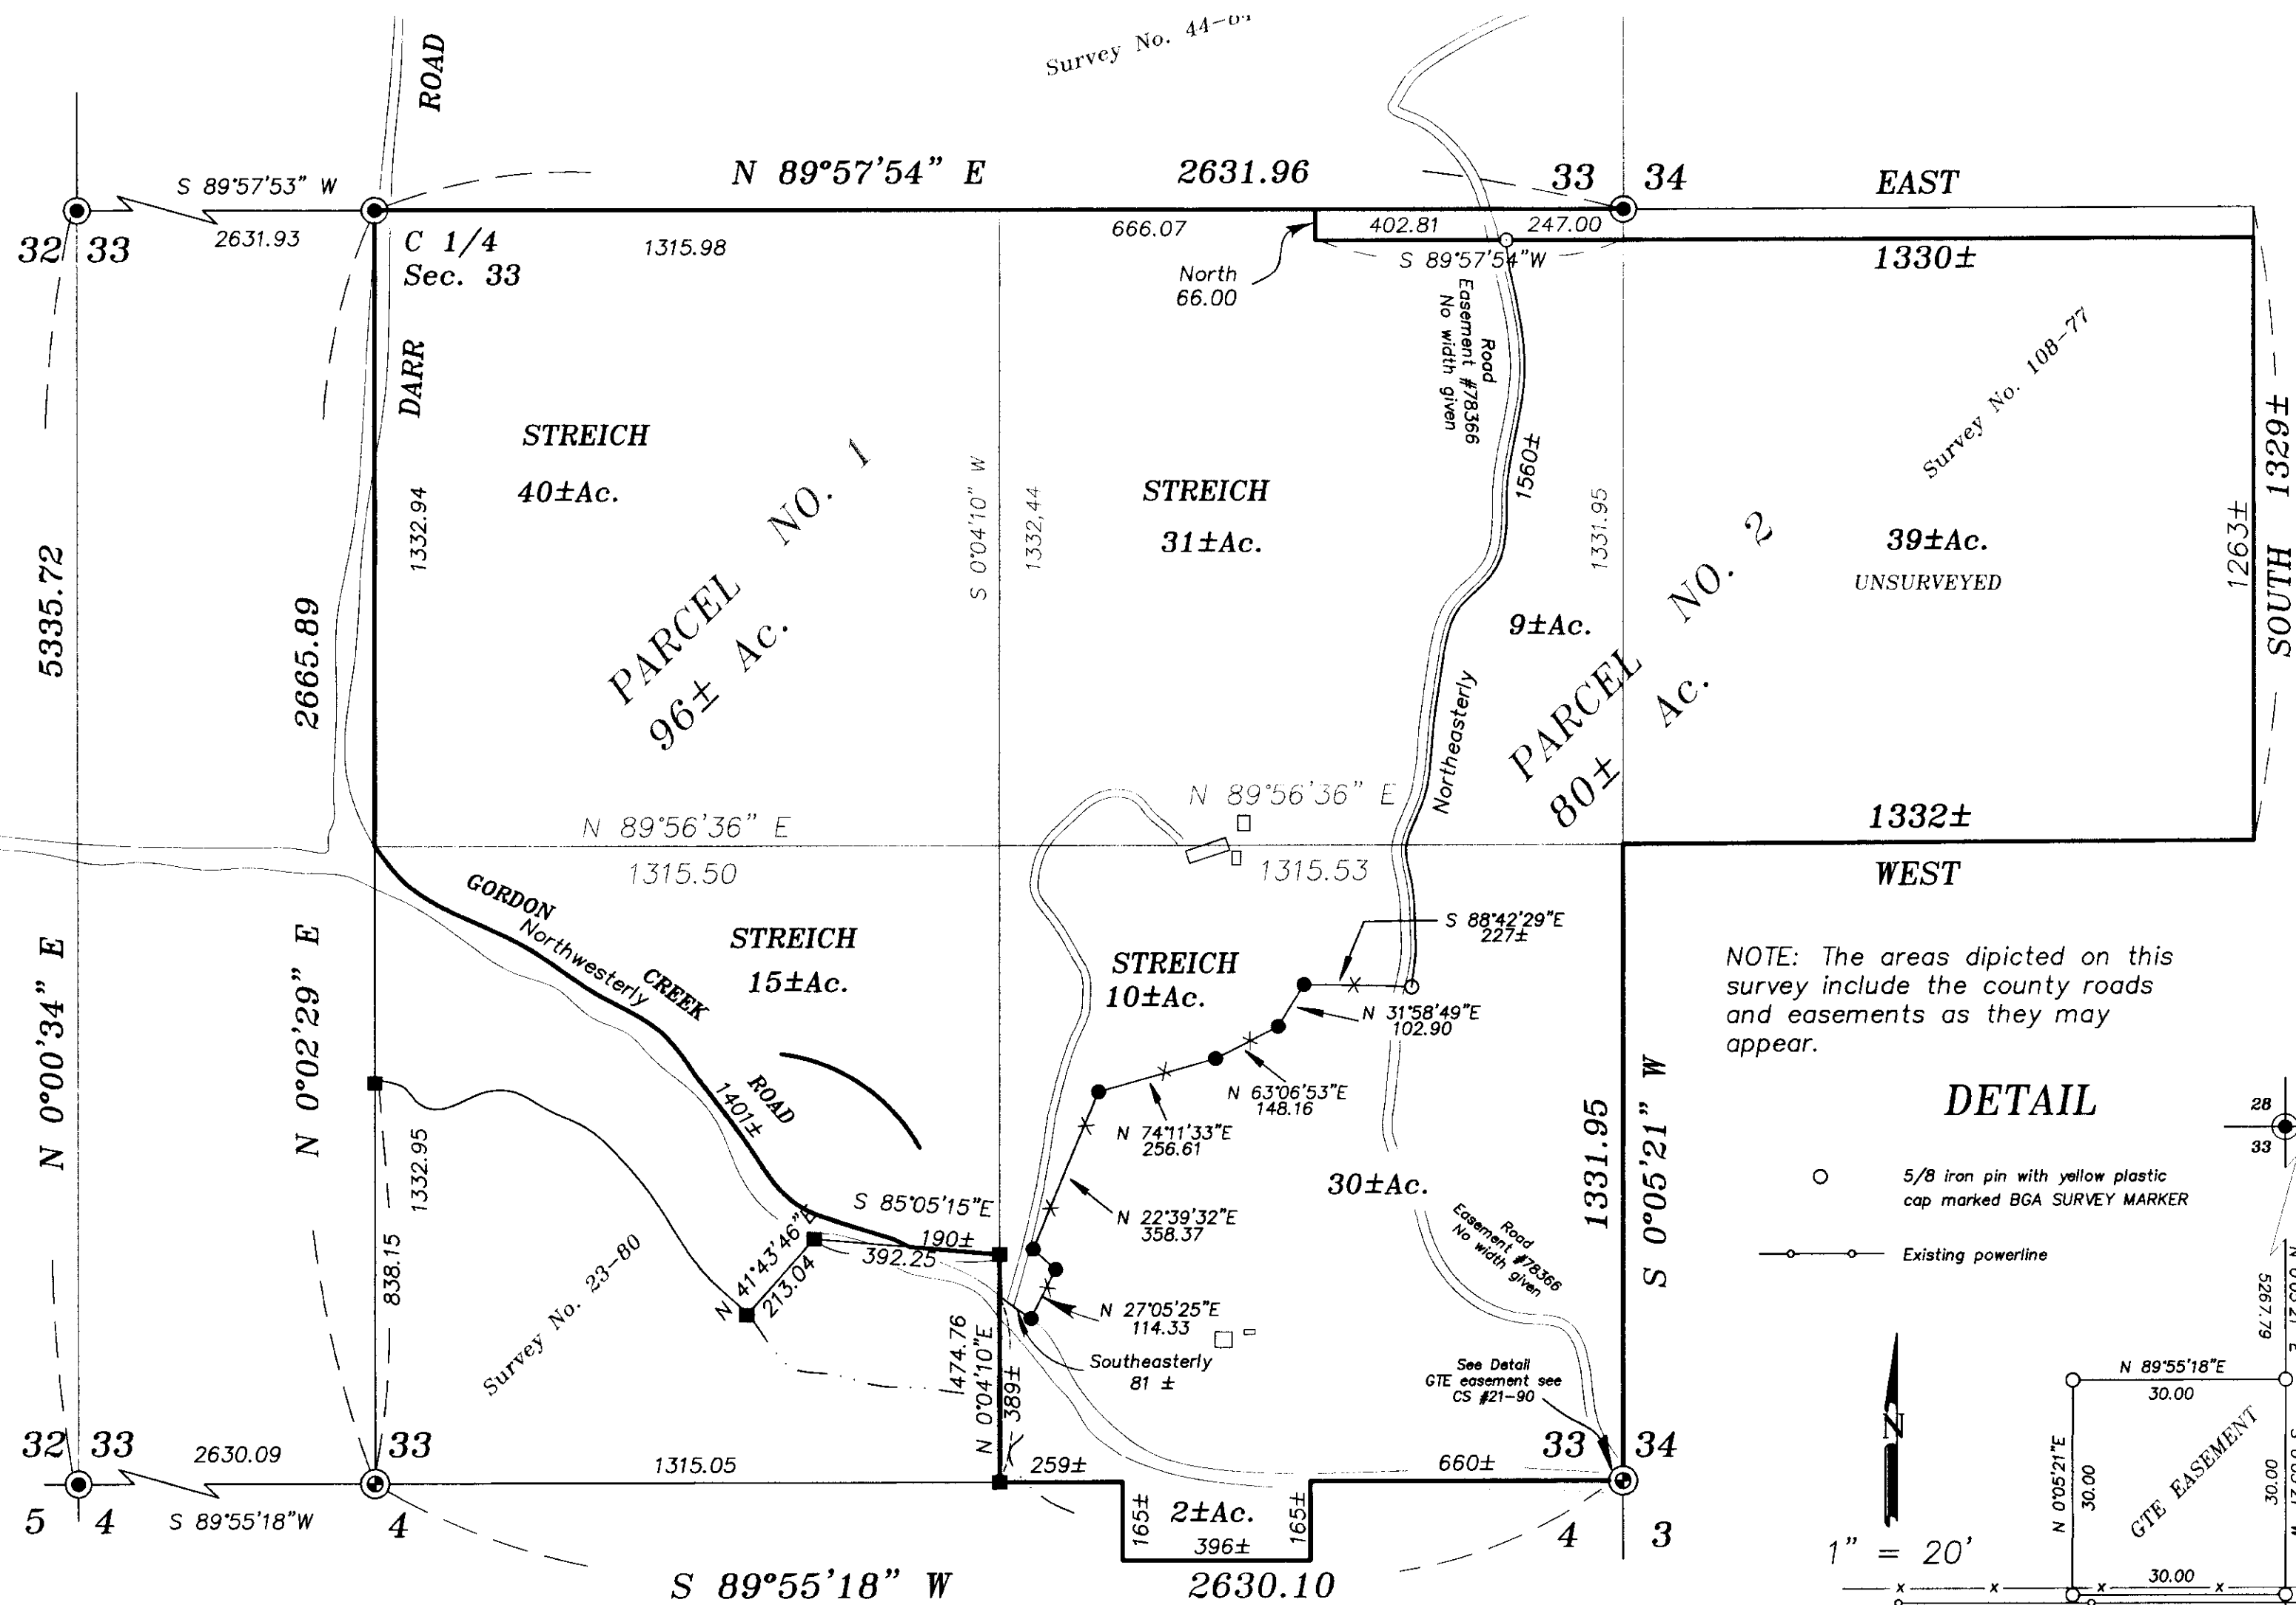 Survey No. 44-
ROAD
S 89°57'53" W
2631.93
N 89°57'54" E
2631.96
33
34
EAST
32
33
C 1/4
Sec. 33
1315.98
666.07
402.81
247.00
S 89°57'54"W
1330±
North
66.00
DARR
Road
Easement #78366
No width given
Survey No. 108-77
SOUTH 1329±
1263±
STREICH
40±Ac.
PARCEL NO. 1
96± Ac.
1332.94
S 0°04'10" W
1332.44
STREICH
31±Ac.
1560±
1331.95
39±Ac.
UNSURVEYED
9±Ac.
PARCEL NO. 2
80± Ac.
Northeasterly
5335.72
2665.89
N 89°56'36" E
1315.50
N 89°56'36" E
1315.53
1332±
WEST
GORDON
CREEK
ROAD
Northwesterly
1401±
STREICH
15±Ac.
STREICH
10±Ac.
S 88°42'29"E
227±
N 31°58'49"E
102.90
N 63°06'53"E
148.16
N 74°11'33"E
256.61
N 22°39'32"E
358.37
N 27°05'25"E
114.33
Southeasterly
81 ±
30±Ac.
Road
Easement #78366
No width given
See Detail
GTE easement see
CS #21-90
1331.95
S 0°05'21" W
NOTE: The areas dipicted on this
survey include the county roads
and easements as they may
appear.
DETAIL
5/8 iron pin with yellow plastic
cap marked BGA SURVEY MARKER
Existing powerline
28
33
5267.79
N 89°55'18"E
30.00
N 0°05'21"E
30.00
GTE EASEMENT
30.00
30.00
N
1" = 20'
N 0°00'34" E
N 0°02'29" E
1332.95
838.15
Survey No. 23-80
N 41°43'46"E
213.04
S 85°05'15"E
190±
392.25
474.76
N 0°04'10"E
389±
32
33
2630.09
33
1315.05
259±
165±
2±Ac.
396±
165±
660±
33
34
5
4
S 89°55'18"W
4
4
3
S 89°55'18" W
2630.10